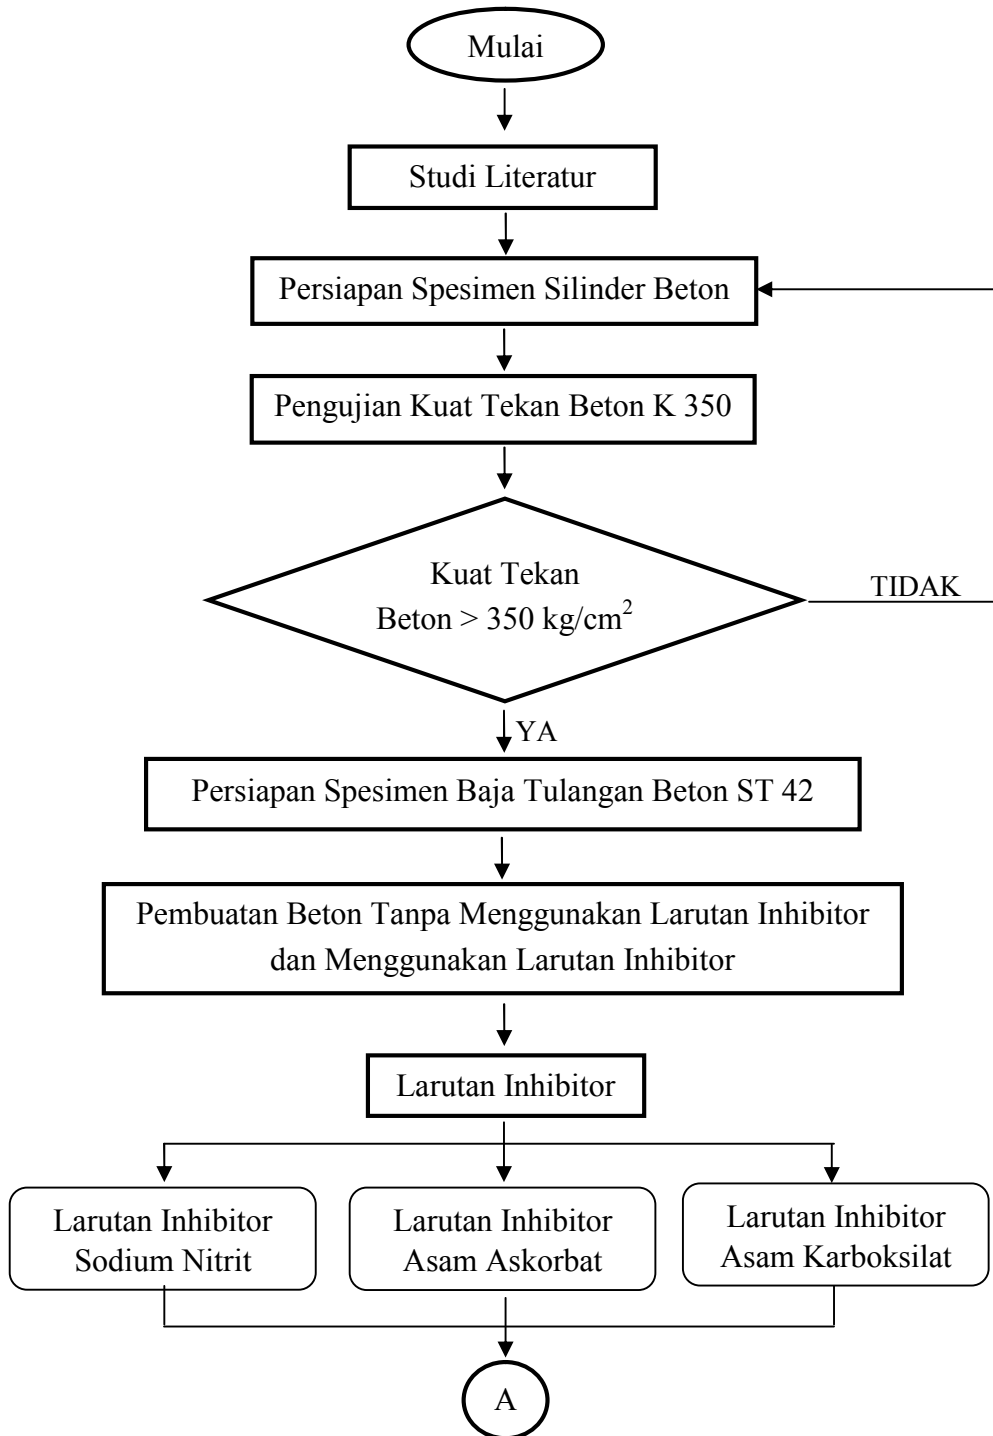 Mulai
Studi Literatur
Persiapan Spesimen Silinder Beton
Pengujian Kuat Tekan Beton K 350
Kuat Tekan
Beton > 350 kg/cm²
TIDAK
YA
Persiapan Spesimen Baja Tulangan Beton ST 42
Pembuatan Beton Tanpa Menggunakan Larutan Inhibitor
dan Menggunakan Larutan Inhibitor
Larutan Inhibitor
Larutan Inhibitor
Sodium Nitrit
Larutan Inhibitor
Asam Askorbat
Larutan Inhibitor
Asam Karboksilat
A